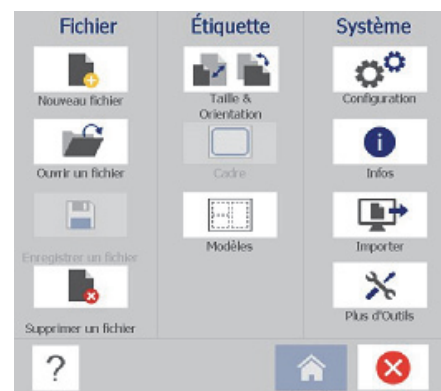 Fichier
Nouveau fichier
Ouvrir un fichier
Enregistrer un fichier
Supprimer un fichier
Étiquette
Taille &
Orientation
Cadre
Modèles
Système
Configuration
Infos
Importer
Plus d'Outils
?